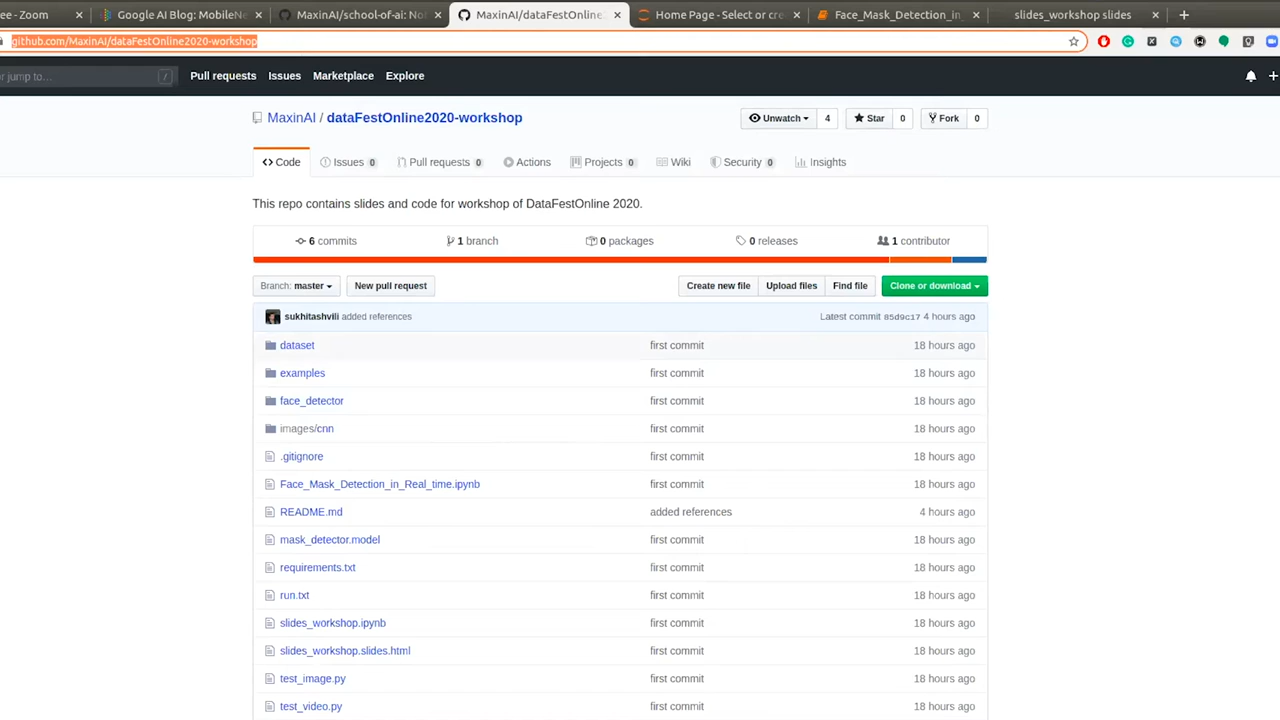 ee - Zoom
Google AI Blog: MobileNe
MaxinAI/school-of-ai: No
MaxinAI/dataFestOnline
Home Page - Select or cre
Face_Mask_Detection_in_
slides_workshop slides
github.com/MaxinAI/dataFestOnline2020-workshop
or jump to...
/
Pull requests
Issues
Marketplace
Explore
MaxinAI / dataFestOnline2020-workshop
Unwatch
4
Star
0
Fork
0
Code
Issues 0
Pull requests 0
Actions
Projects 0
Wiki
Security 0
Insights
This repo contains slides and code for workshop of DataFestOnline 2020.
6 commits
1 branch
0 packages
0 releases
1 contributor
Branch: master
New pull request
Create new file
Upload files
Find file
Clone or download
sukhitashvili added references
Latest commit 85d9c17 4 hours ago
dataset first commit 18 hours ago
examples first commit 18 hours ago
face_detector first commit 18 hours ago
images/cnn first commit 18 hours ago
.gitignore first commit 18 hours ago
Face_Mask_Detection_in_Real_time.ipynb first commit 18 hours ago
README.md added references 4 hours ago
mask_detector.model first commit 18 hours ago
requirements.txt first commit 18 hours ago
run.txt first commit 18 hours ago
slides_workshop.ipynb first commit 18 hours ago
slides_workshop.slides.html first commit 18 hours ago
test_image.py first commit 18 hours ago
test_video.py first commit 18 hours ago